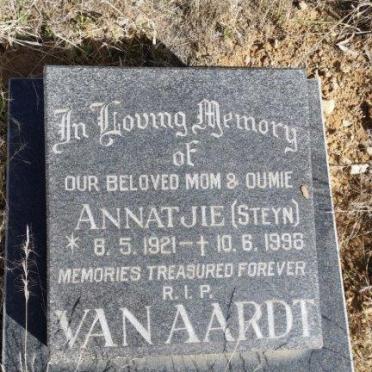 In Loving Memory
of
OUR BELOVED MOM & OUMIE
ANNATJIE (STEYN)
* 8. 5. 1921 - † 10. 6. 1998
MEMORIES TREASURED FOREVER
R. I. P.
VAN AARDT